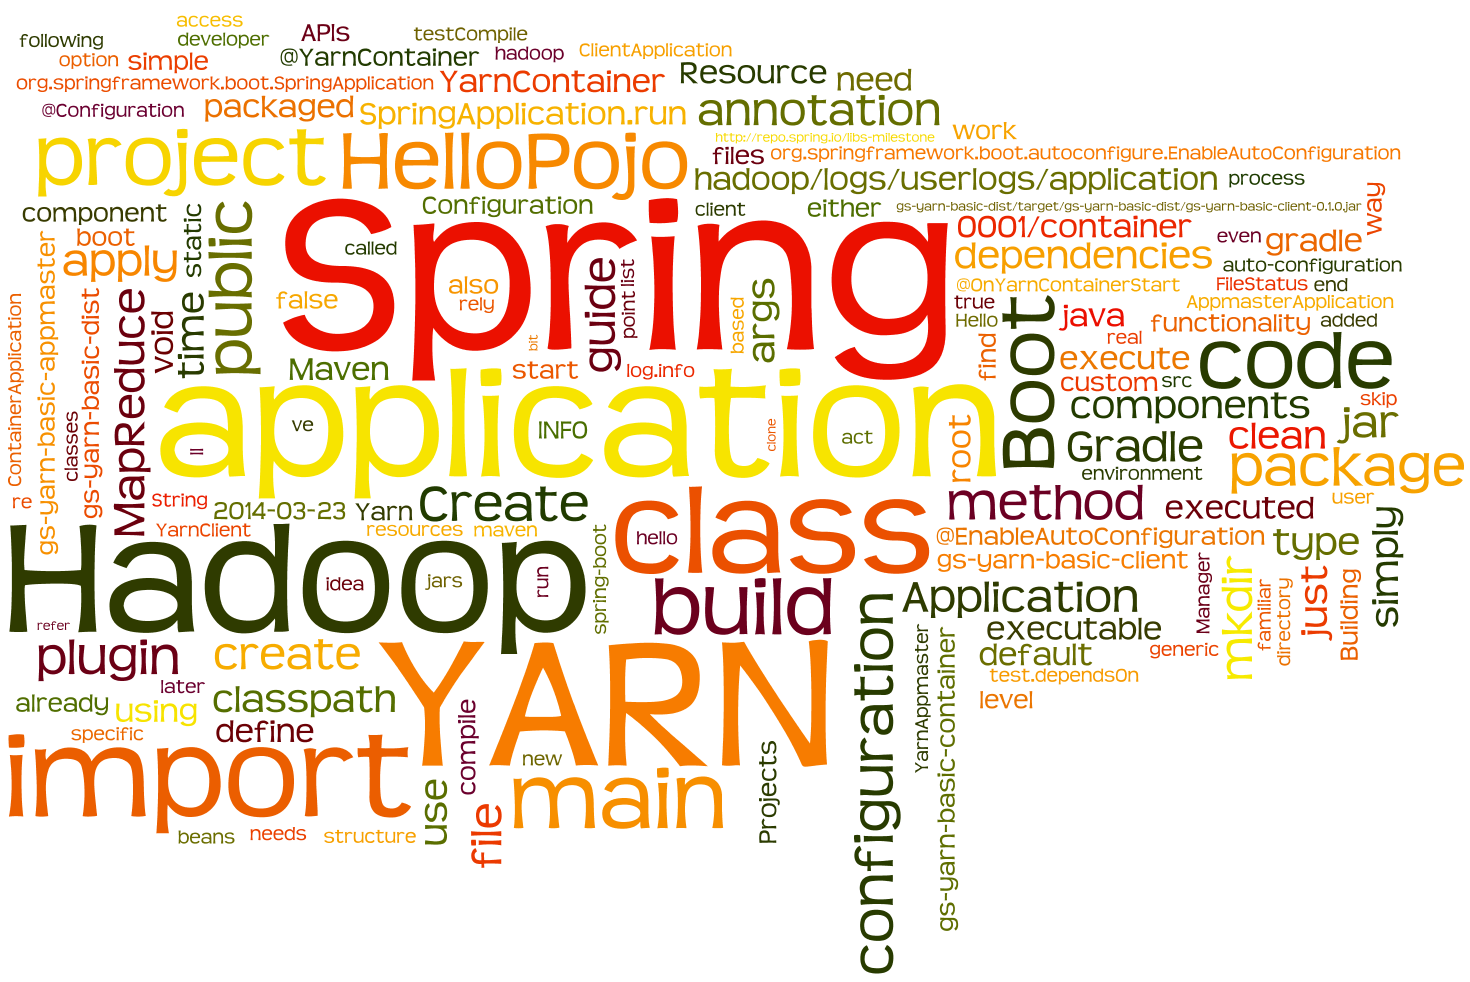 access
following
developer
APIs
testCompile
option
simple
@YarnContainer
hadoop
ClientApplication
org.springframework.boot.SpringApplication
YarnContainer
Resource
need
@Configuration
packaged
SpringApplication.run
annotation
http://repo.spring.io/libs-milestone
work
project
HelloPojo
files
org.springframework.boot.autoconfigure.EnableAutoConfiguration
hadoop/logs/userlogs/application
process
component
static
public
Configuration
client
either
gs-yarn-basic-dist/target/gs-yarn-basic-dist/gs-yarn-basic-client-0.1.0.jar
way
boot
apply
Spring
called
0001/container
even
gradle
dependencies
auto-configuration
gs-yarn-basic-appmaster
gs-yarn-basic-dist
MapReduce
void
time
false
also
rely
guide
point
list
based
args
@OnYarnContainerStart
FileStatus
end
true
AppmasterApplication
Hello
Boot
java
functionality
added
ContainerApplication
Maven
start
bit
log.info
find
real
execute
code
custom
src
application
components
skip
classes
ve
INFO
clone
act
root
Gradle
clean
jar
ll
environment
package
re
String
2014-03-23
Yarn
Create
class
method
executed
user
YarnClient
resources
maven
Hadoop
spring-boot
hello
@EnableAutoConfiguration
type
simply
gs-yarn-basic-client
idea
jars
run
build
configuration
Application
mkdir
Manager
familiar
directory
just
Building
refer
executable
plugin
create
YARN
YarnAppmaster
gs-yarn-basic-container
default
generic
later
test.dependsOn
already
using
classpath
level
specific
define
compile
import
new
Projects
use
main
file
beans
needs
structure